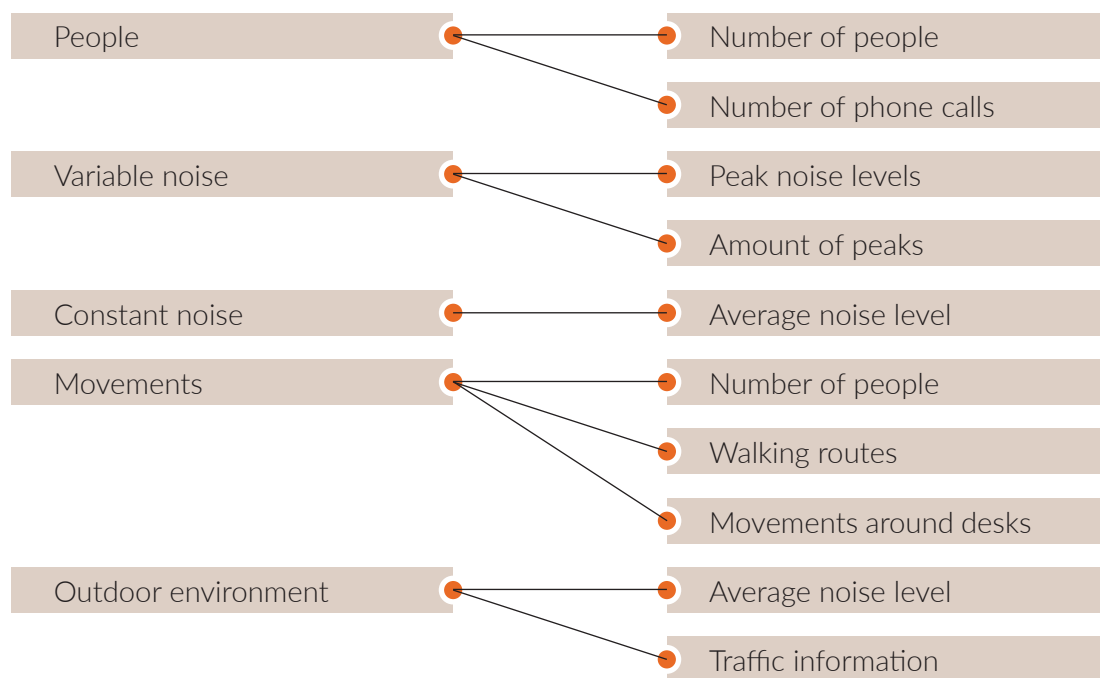 People
Number of people
Number of phone calls
Variable noise
Peak noise levels
Amount of peaks
Constant noise
Average noise level
Movements
Number of people
Walking routes
Movements around desks
Outdoor environment
Average noise level
Traffic information